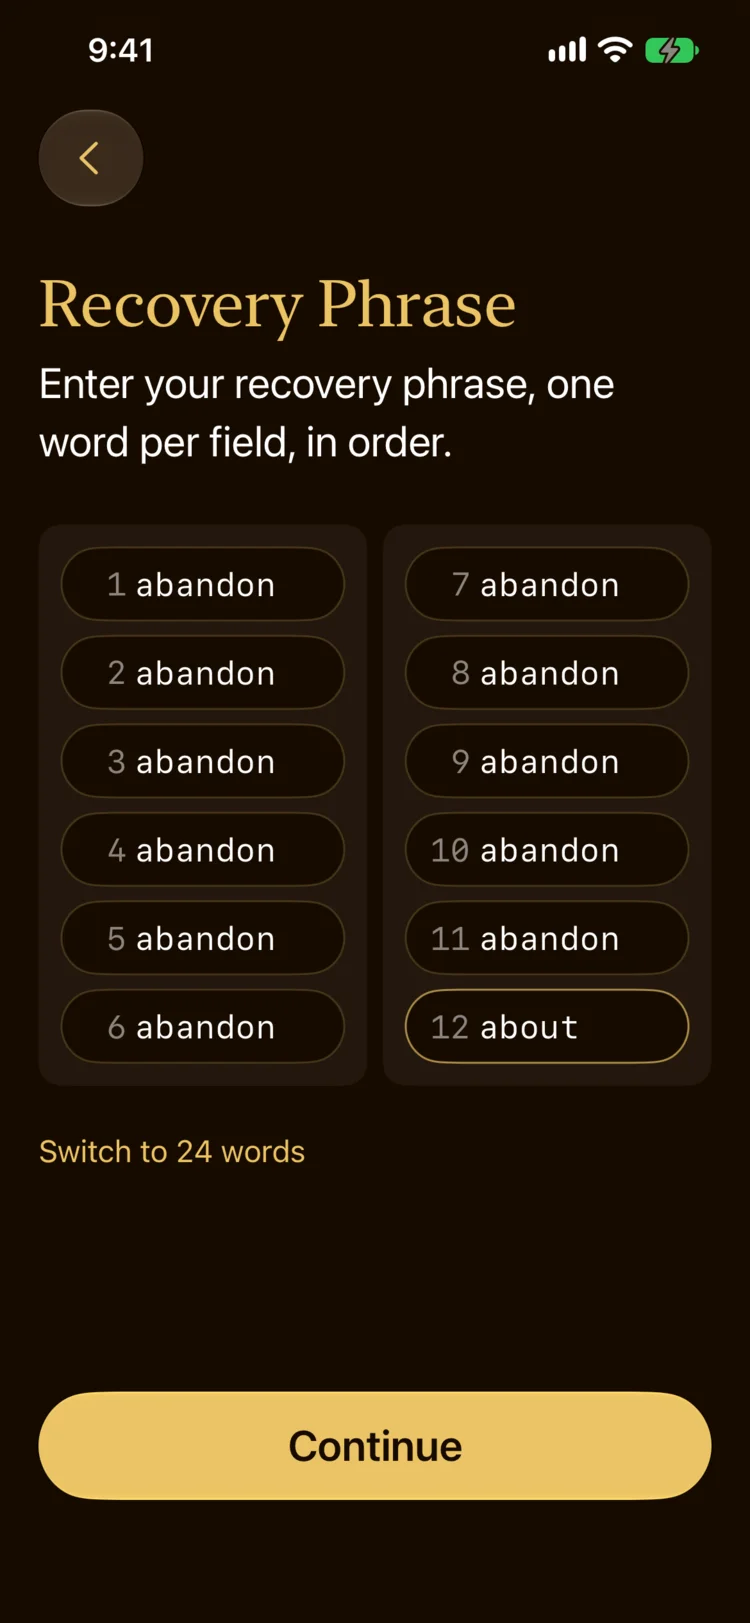 9:41
Recovery Phrase
Enter your recovery phrase, one
word per field, in order.
1 abandon
2 abandon
3 abandon
4 abandon
5 abandon
6 abandon
7 abandon
8 abandon
9 abandon
10 abandon
11 abandon
12 about
Switch to 24 words
Continue